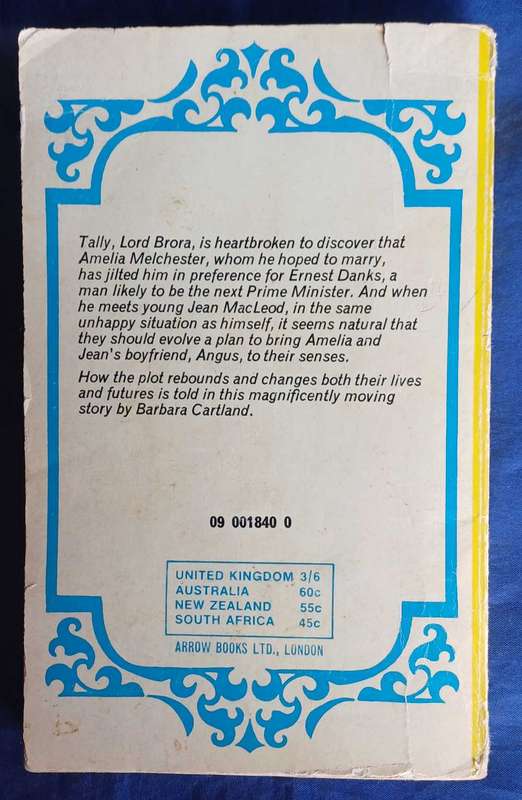 Tally, Lord Brora, is heartbroken to discover that
Amelia Melchester, whom he hoped to marry,
has jilted him in preference for Ernest Danks, a
man likely to be the next Prime Minister. And when
he meets young Jean MacLeod, in the same
unhappy situation as himself, it seems natural that
they should evolve a plan to bring Amelia and
Jean's boyfriend, Angus, to their senses.
How the plot rebounds and changes both their lives
and futures is told in this magnificently moving
story by Barbara Cartland.
09 001840 0
UNITED KINGDOM 3/6
AUSTRALIA 60c
NEW ZEALAND 55c
SOUTH AFRICA 45c
ARROW BOOKS LTD., LONDON